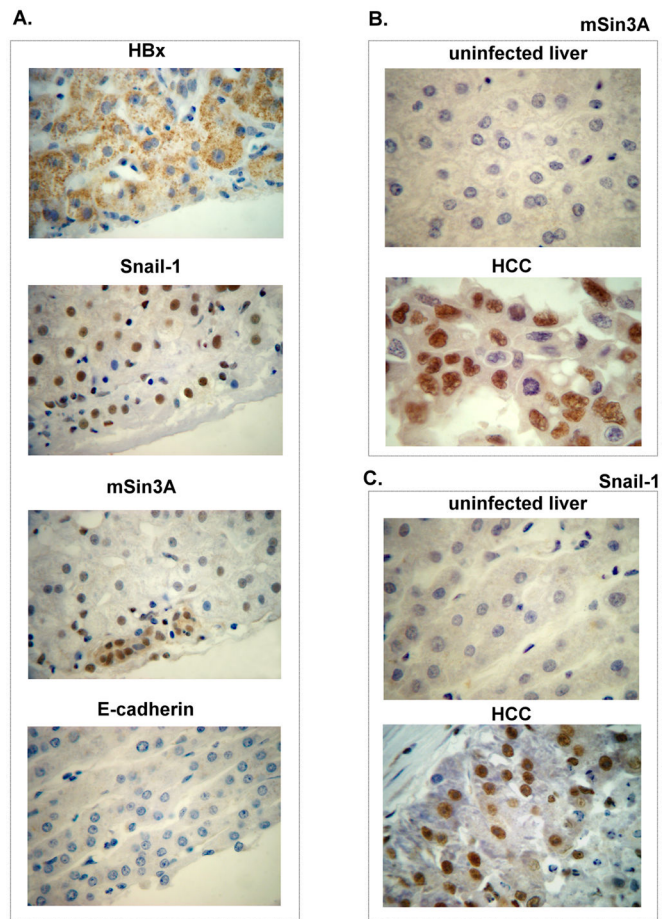 A.
HBx
Snail-1
mSin3A
E-cadherin
B.
mSin3A
uninfected liver
HCC
C.
Snail-1
uninfected liver
HCC